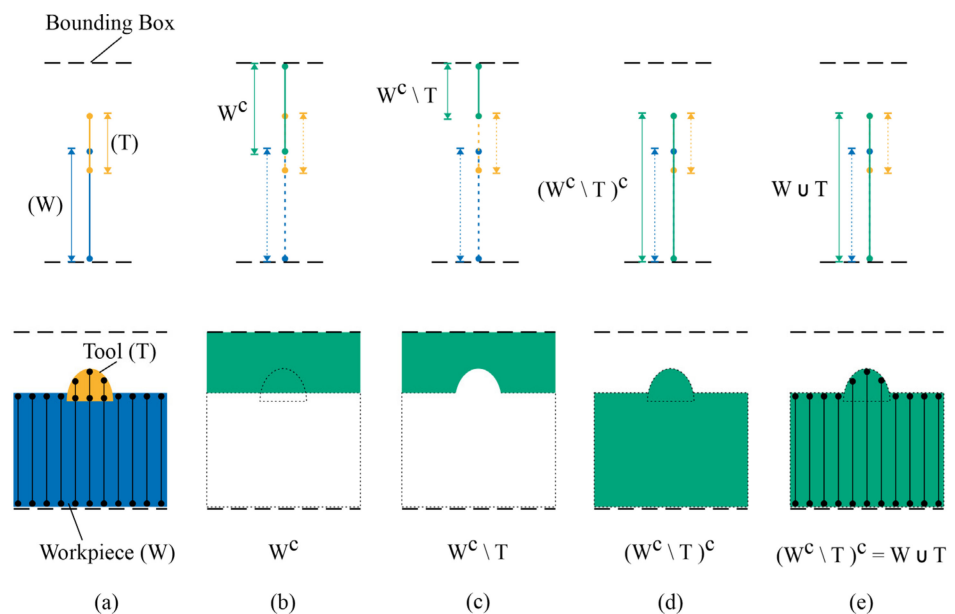 Bounding Box
(T)
(W)
Wᶜ
Wᶜ \ T
(Wᶜ \ T )ᶜ
W ∪ T
Tool (T)
Workpiece (W)
Wᶜ
Wᶜ \ T
(Wᶜ \ T )ᶜ
(Wᶜ \ T )ᶜ = W ∪ T
(a)
(b)
(c)
(d)
(e)